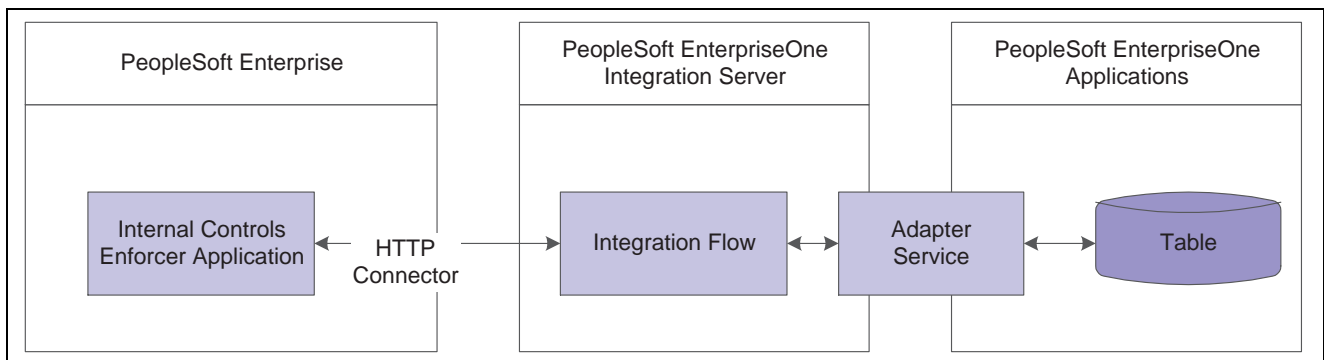 PeopleSoft Enterprise
PeopleSoft EnterpriseOne
Integration Server
PeopleSoft EnterpriseOne
Applications
Internal Controls
Enforcer Application
HTTP
Connector
Integration Flow
Adapter
Service
Table